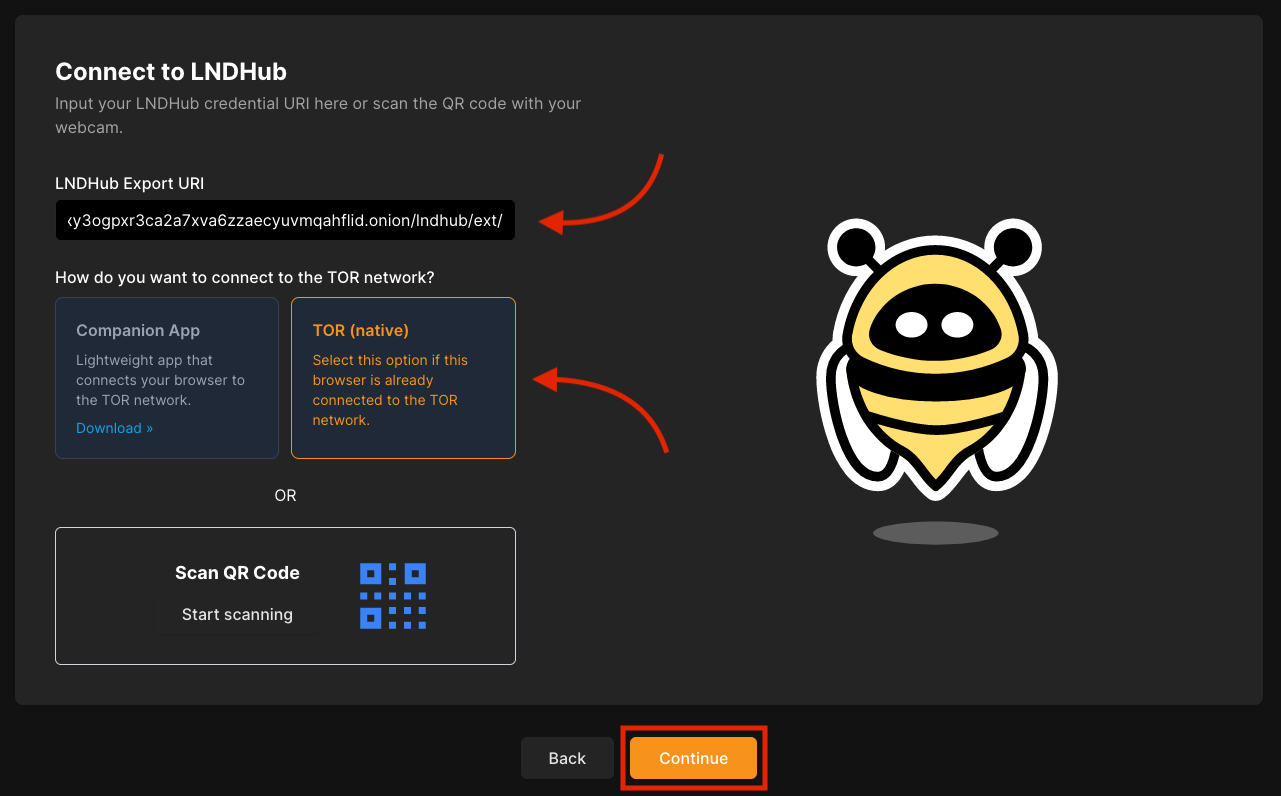 Connect to LNDHub
Input your LNDHub credential URI here or scan the QR code with your
webcam.
LNDHub Export URI
ky3ogpxr3ca2a7xva6zzaecyuvmqahflid.onion/lndhub/ext/
How do you want to connect to the TOR network?
Companion App
Lightweight app that
connects your browser to
the TOR network.
Download »
TOR (native)
Select this option if this
browser is already
connected to the TOR
network.
OR
Scan QR Code
Start scanning
Back
Continue